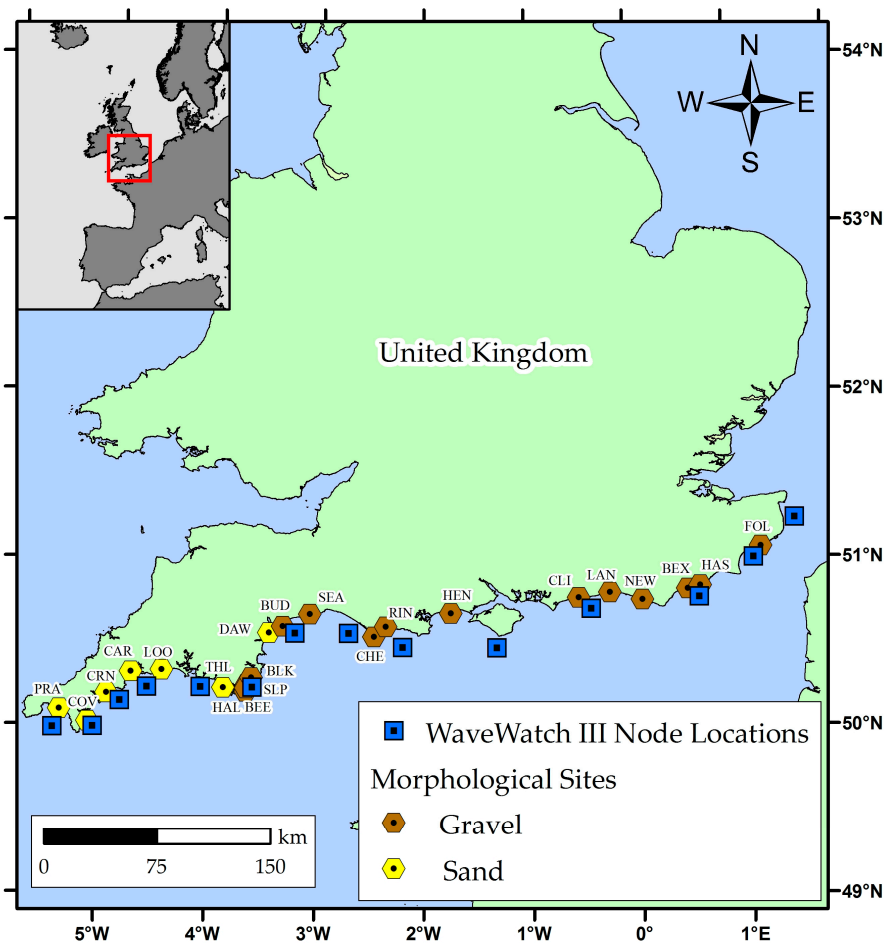 54°N
N
W E
S
53°N
United Kingdom
52°N
FOL
51°N
BEX HAS
CLI LAN NEW
HEN
RIN
SEA
BUD
DAW
CHE
CAR LOO
THL
BLK
SLP
CRN
PRA
COV
HAL BEE
50°N
WaveWatch III Node Locations
Morphological Sites
Gravel
Sand
km
0 75 150
49°N
5°W 4°W 3°W 2°W 1°W 0° 1°E